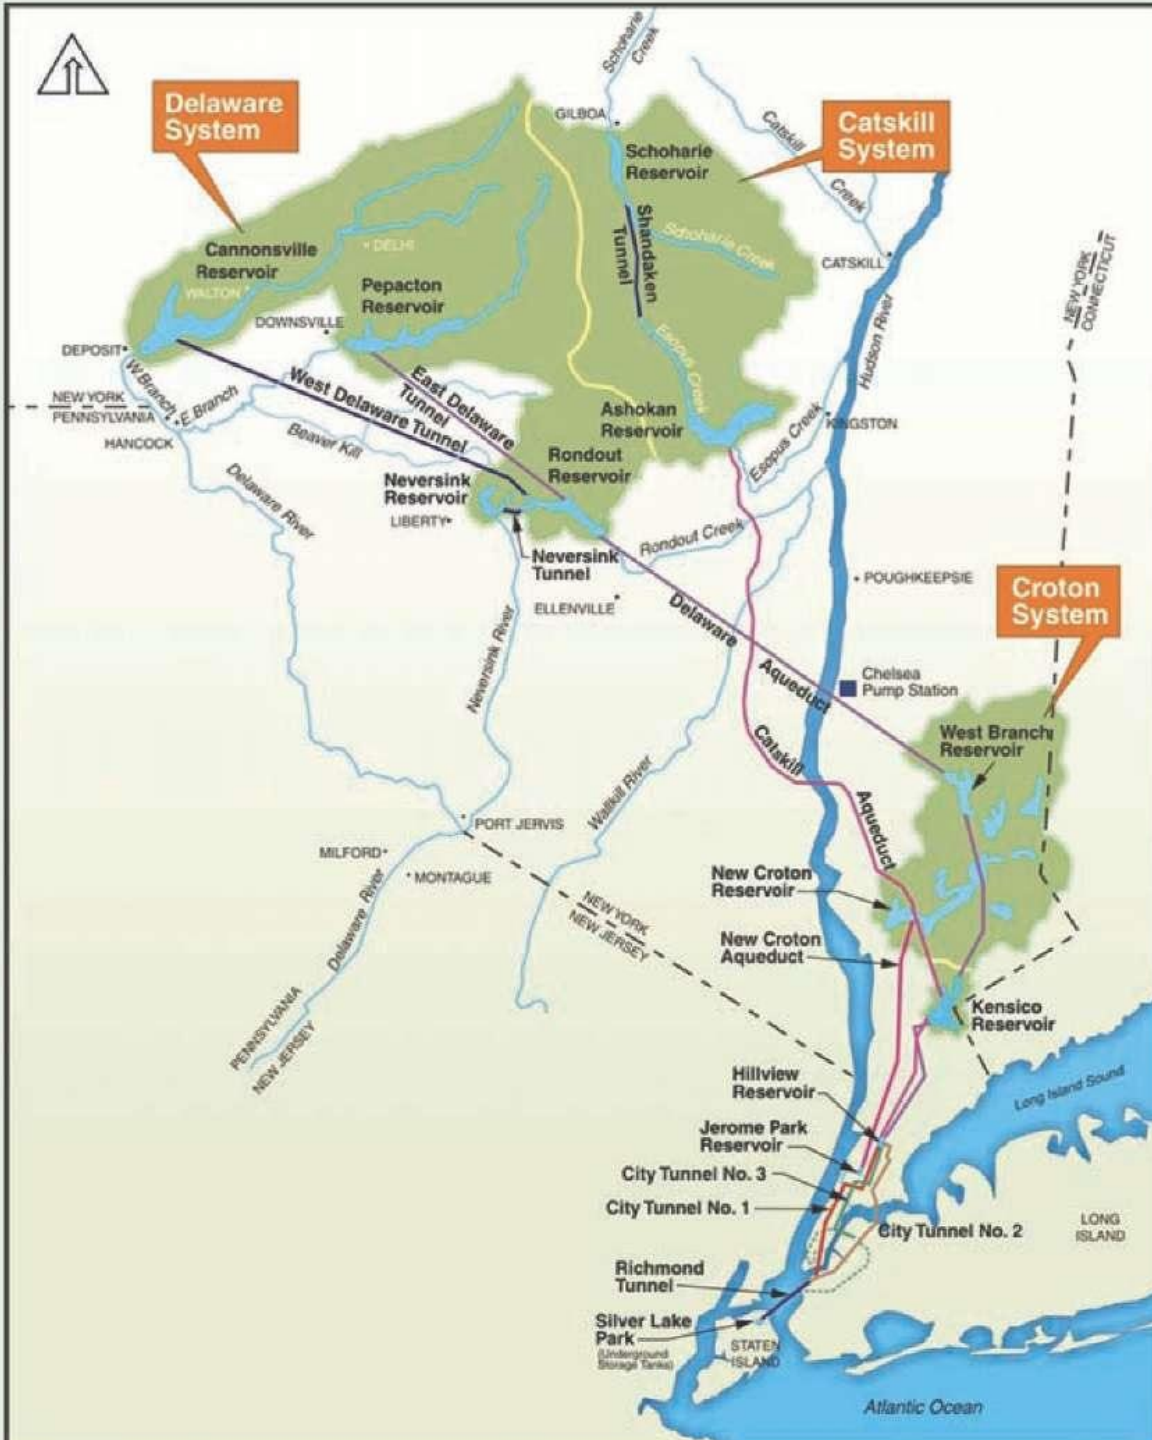 Schoharie
Creek
Delaware
System
GILBOA
Catskill
System
Catskill
Creek
Schoharie
Reservoir
Shandaken
Tunnel
Schoharie Creek
CATSKILL
NEW YORK
CONNECTICUT
Cannonsville
Reservoir
DELHI
WALTON
Pepacton
Reservoir
DOWNSVILLE
DEPOSIT
Esopus Creek
Hudson River
W Branch
E Branch
NEW YORK
PENNSYLVANIA
HANCOCK
West Delaware Tunnel
East Delaware
Tunnel
Beaver Kill
Ashokan
Reservoir
Esopus Creek
KINGSTON
Rondout
Reservoir
Neversink
Reservoir
LIBERTY
Delaware River
Rondout Creek
Neversink
Tunnel
ELLENVILLE
POUGHKEEPSIE
Croton
System
Delaware
Aqueduct
Neversink River
Chelsea
Pump Station
West Branch
Reservoir
Catskill
Aqueduct
Wallkill River
PORT JERVIS
MILFORD
MONTAGUE
Delaware River
New Croton
Reservoir
NEW YORK
NEW JERSEY
New Croton
Aqueduct
PENNSYLVANIA
NEW JERSEY
Kensico
Reservoir
Hillview
Reservoir
Long Island Sound
Jerome Park
Reservoir
City Tunnel No. 3
City Tunnel No. 1
City Tunnel No. 2
LONG
ISLAND
Richmond
Tunnel
Silver Lake
Park
(Underground
Storage Tanks)
STATEN
ISLAND
Atlantic Ocean